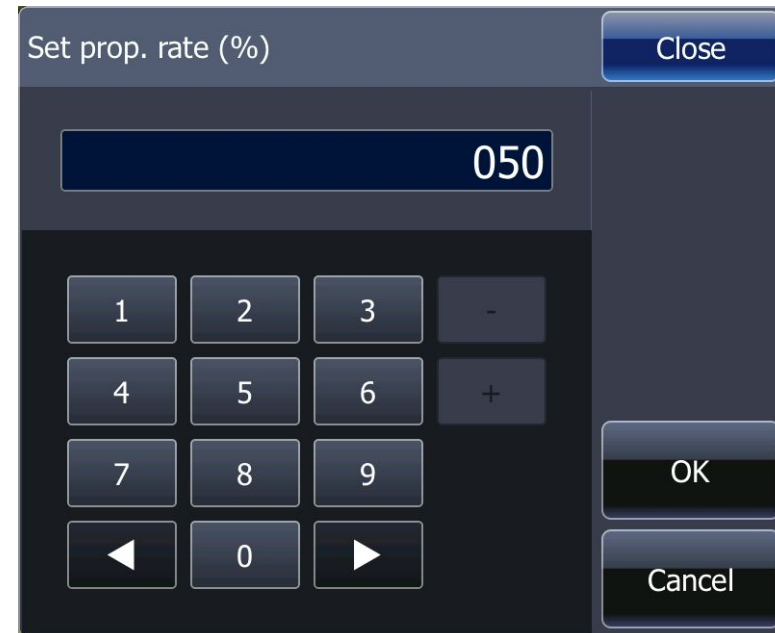 Set prop. rate (%)
Close
050
1 2 3 -
4 5 6 +
7 8 9
OK
◀ 0 ▶
Cancel